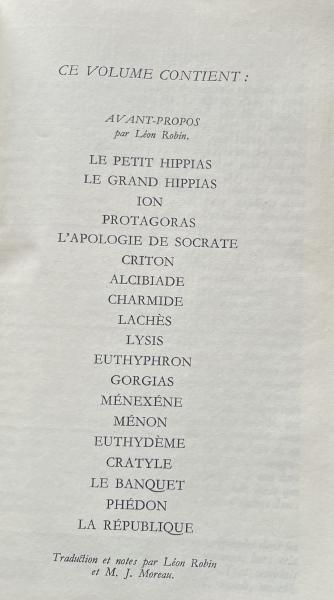 CE VOLUME CONTIENT :
AVANT-PROPOS
par Léon Robin.
LE PETIT HIPPIAS
LE GRAND HIPPIAS
ION
PROTAGORAS
L'APOLOGIE DE SOCRATE
CRITON
ALCIBIADE
CHARMIDE
LACHÈS
LYSIS
EUTHYPHRON
GORGIAS
MÉNEXÉNE
MÉNON
EUTHYDÈME
CRATYLE
LE BANQUET
PHÉDON
LA RÉPUBLIQUE
Traduction et notes par Léon Robin
et M. J. Moreau.